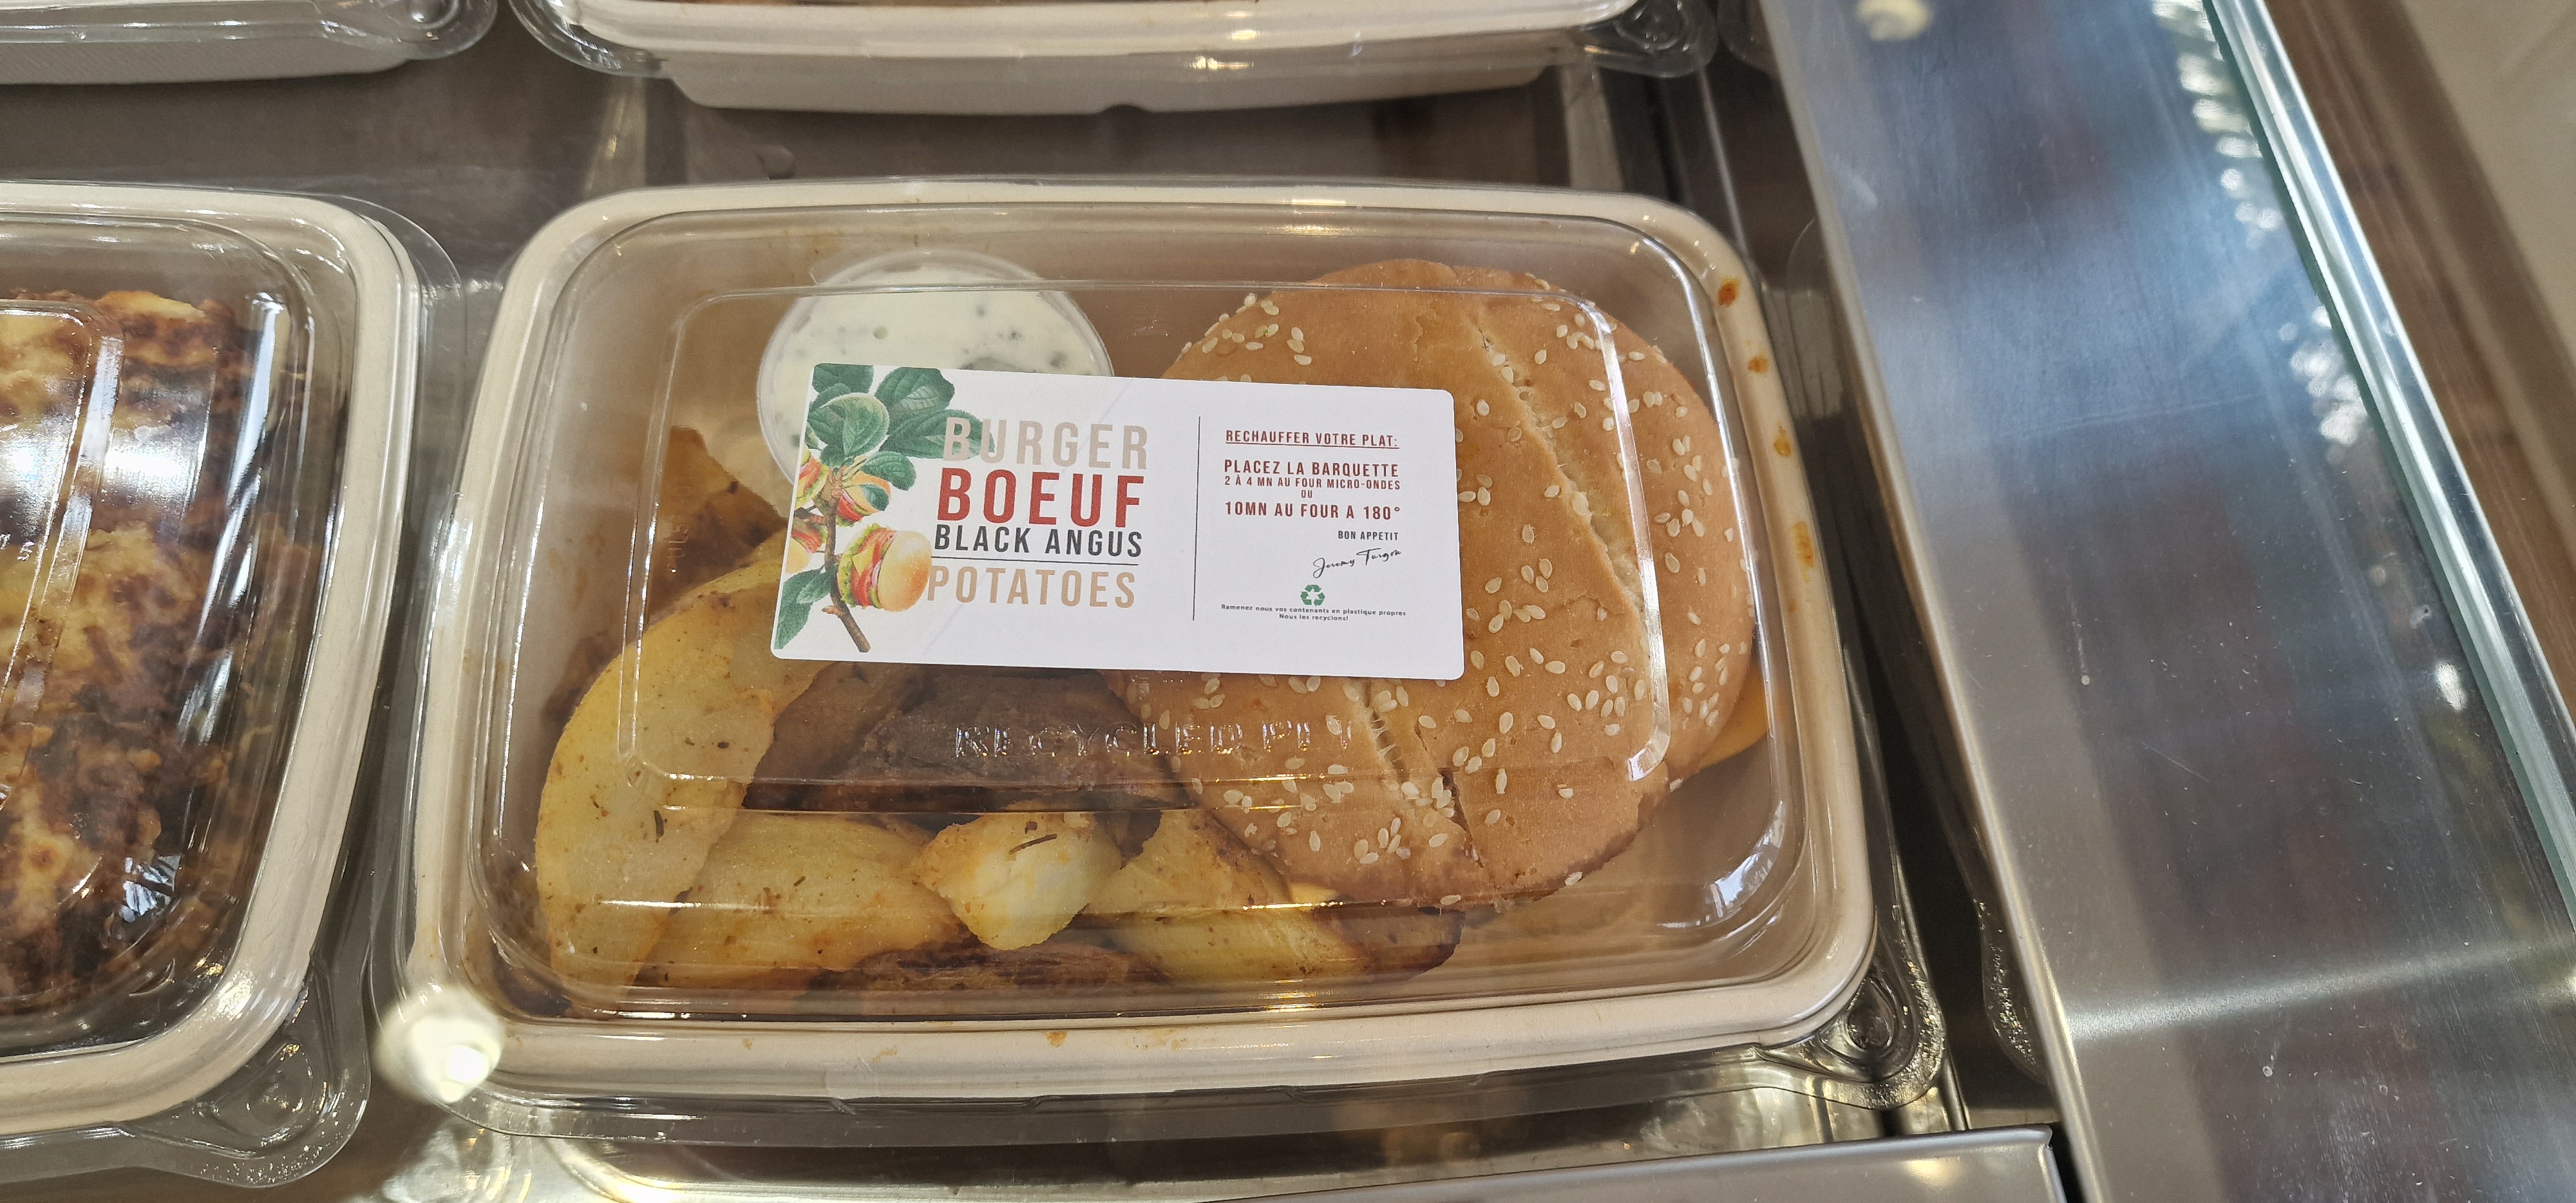 BURGER
BOEUF
BLACK ANGUS
POTATOES
RECHAUFFER VOTRE PLAT:
PLACEZ LA BARQUETTE
2 À 4 MN AU FOUR MICRO-ONDES
OU
10MN AU FOUR A 180°
BON APPETIT
Jeremy
Ramenez nous vos contenants en plastique propres
Nous les recyclons!
RECYCLED PET